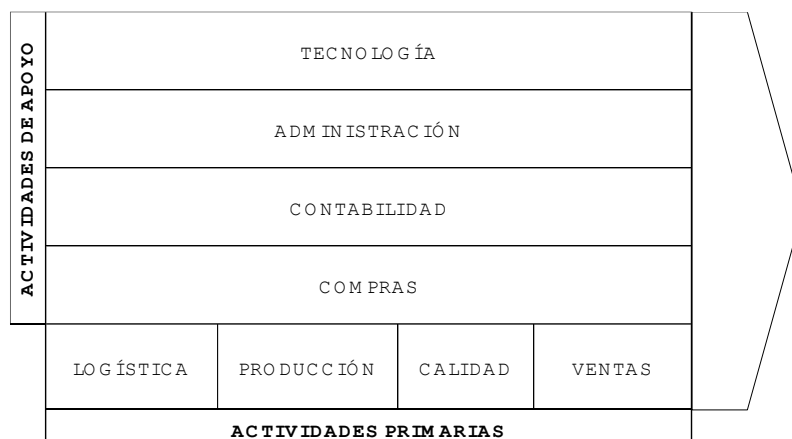 ACTIVIDADES DE APOYO
TECNOLOGÍA
ADMINISTRACIÓN
CONTABILIDAD
COMPRAS
LOGÍSTICA PRODUCCIÓN CALIDAD VENTAS
ACTIVIDADES PRIMARIAS